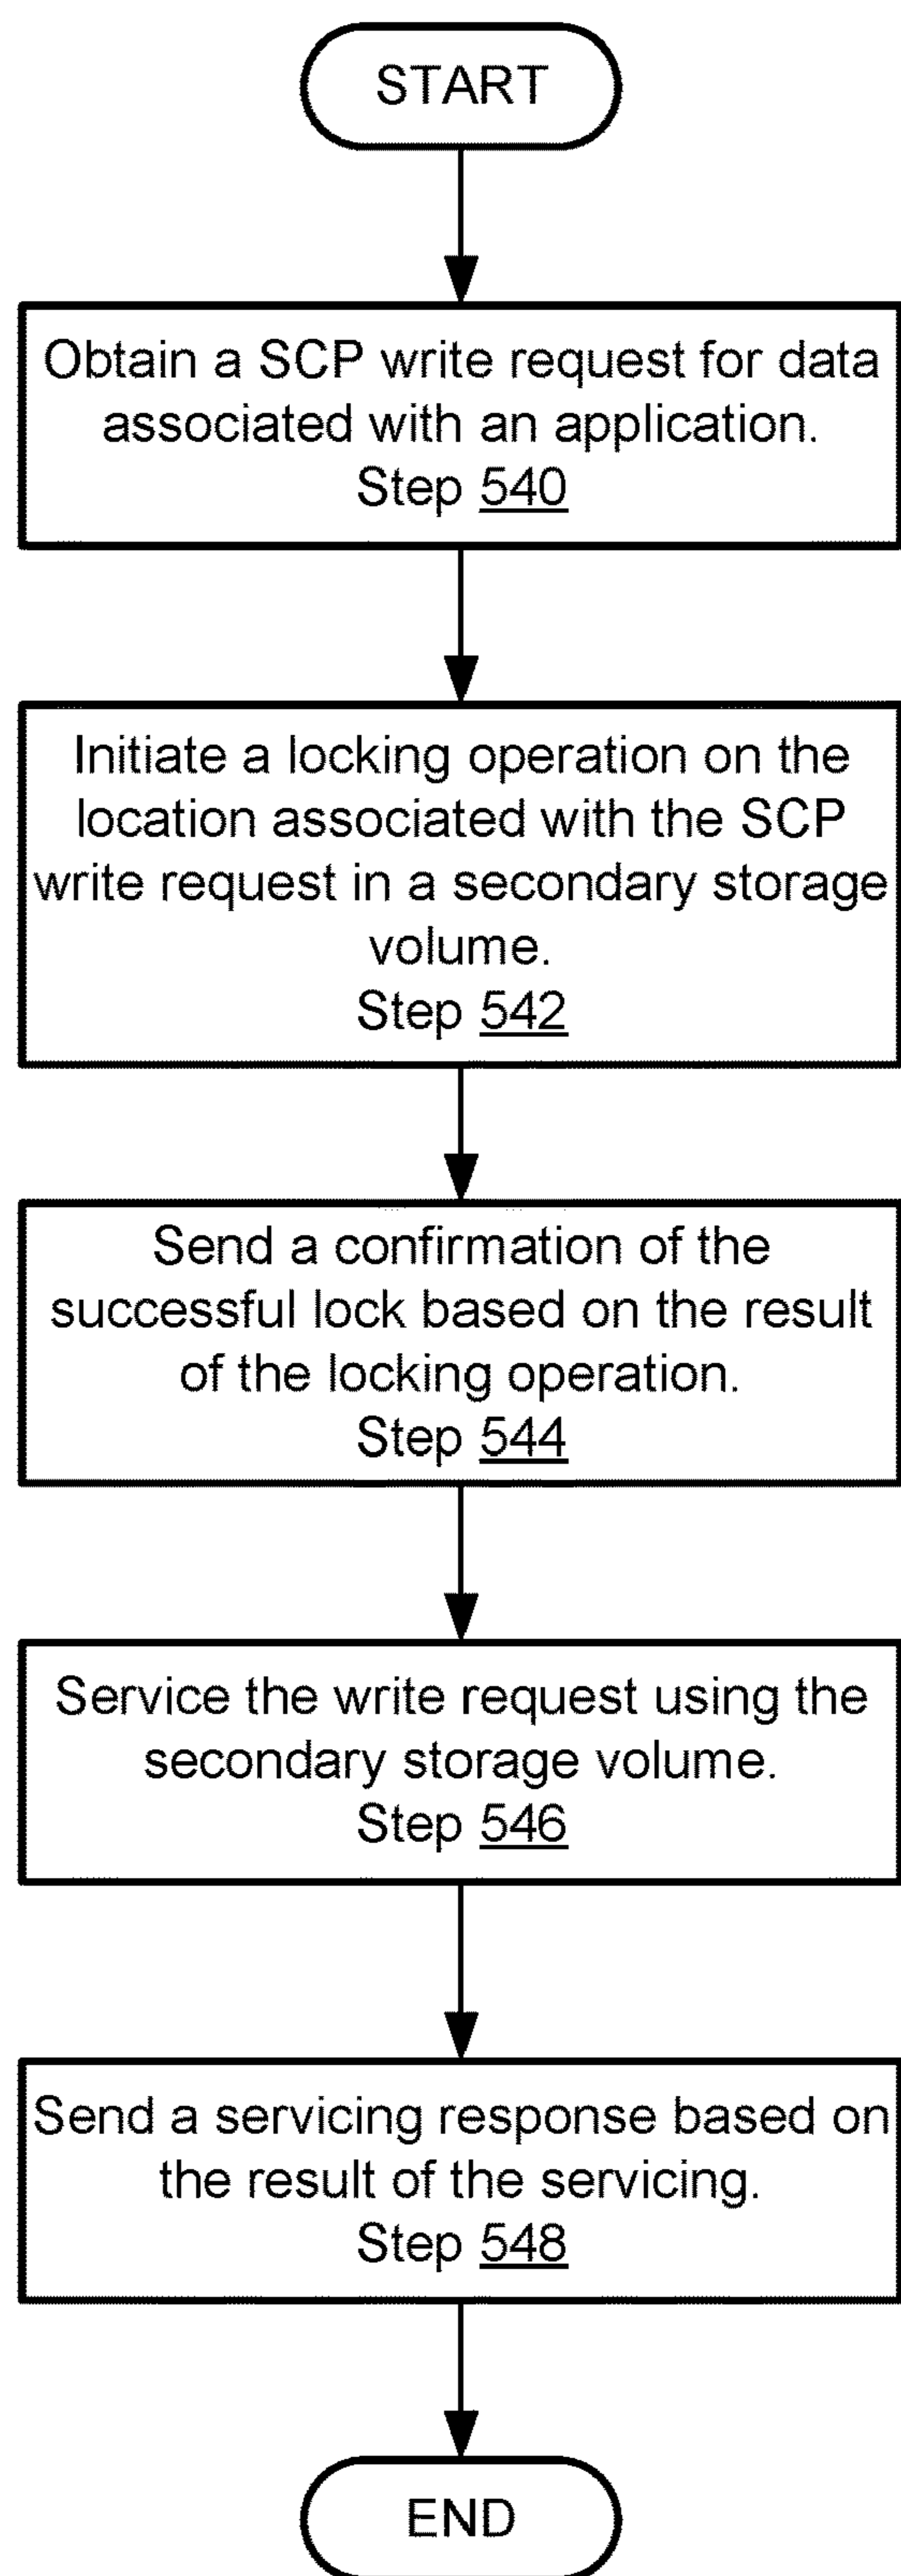 START
Obtain a SCP write request for data
associated with an application.
Step 540
Initiate a locking operation on the
location associated with the SCP
write request in a secondary storage
volume.
Step 542
Send a confirmation of the
successful lock based on the result
of the locking operation.
Step 544
Service the write request using the
secondary storage volume.
Step 546
Send a servicing response based on
the result of the servicing.
Step 548
END